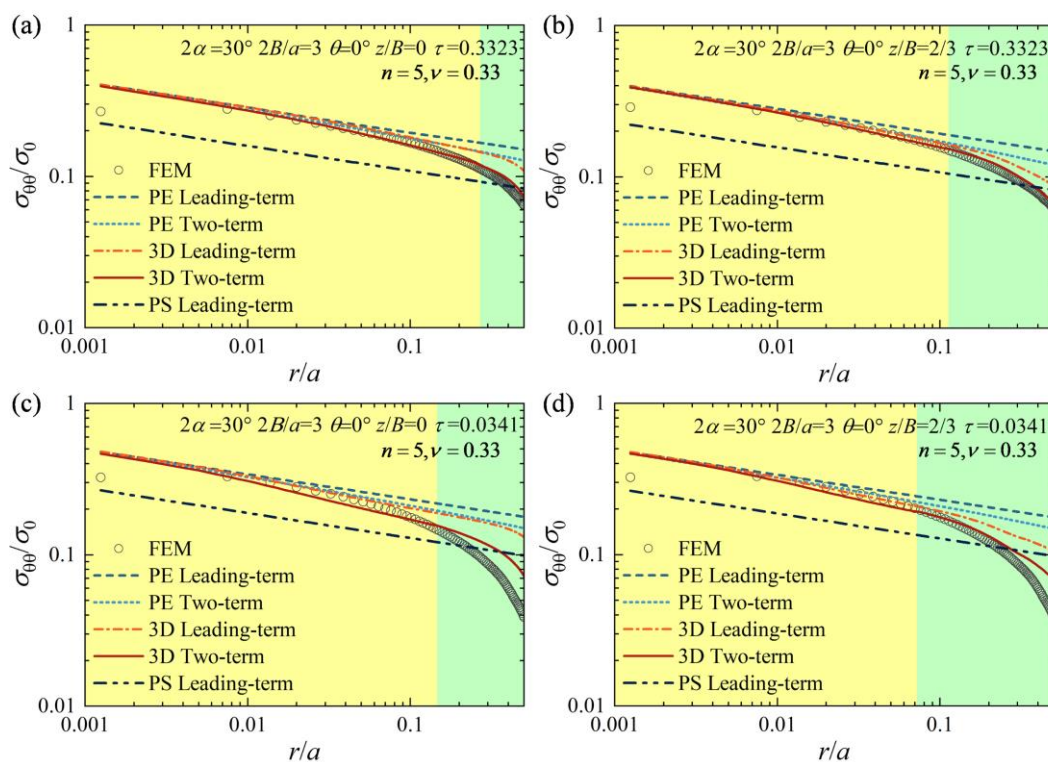 (a)
2α=30° 2B/a=3 θ=0° z/B=0 τ=0.3323
n=5,ν=0.33
FEM
PE Leading-term
PE Two-term
3D Leading-term
3D Two-term
PS Leading-term
σθθ/σ0
1
0.1
0.01
0.001
0.01
0.1
r/a
(b)
2α=30° 2B/a=3 θ=0° z/B=2/3 τ=0.3323
n=5,ν=0.33
FEM
PE Leading-term
PE Two-term
3D Leading-term
3D Two-term
PS Leading-term
σθθ/σ0
1
0.1
0.01
0.001
0.01
0.1
r/a
(c)
2α=30° 2B/a=3 θ=0° z/B=0 τ=0.0341
n=5,ν=0.33
FEM
PE Leading-term
PE Two-term
3D Leading-term
3D Two-term
PS Leading-term
σθθ/σ0
1
0.1
0.01
0.001
0.01
0.1
r/a
(d)
2α=30° 2B/a=3 θ=0° z/B=2/3 τ=0.0341
n=5,ν=0.33
FEM
PE Leading-term
PE Two-term
3D Leading-term
3D Two-term
PS Leading-term
σθθ/σ0
1
0.1
0.01
0.001
0.01
0.1
r/a